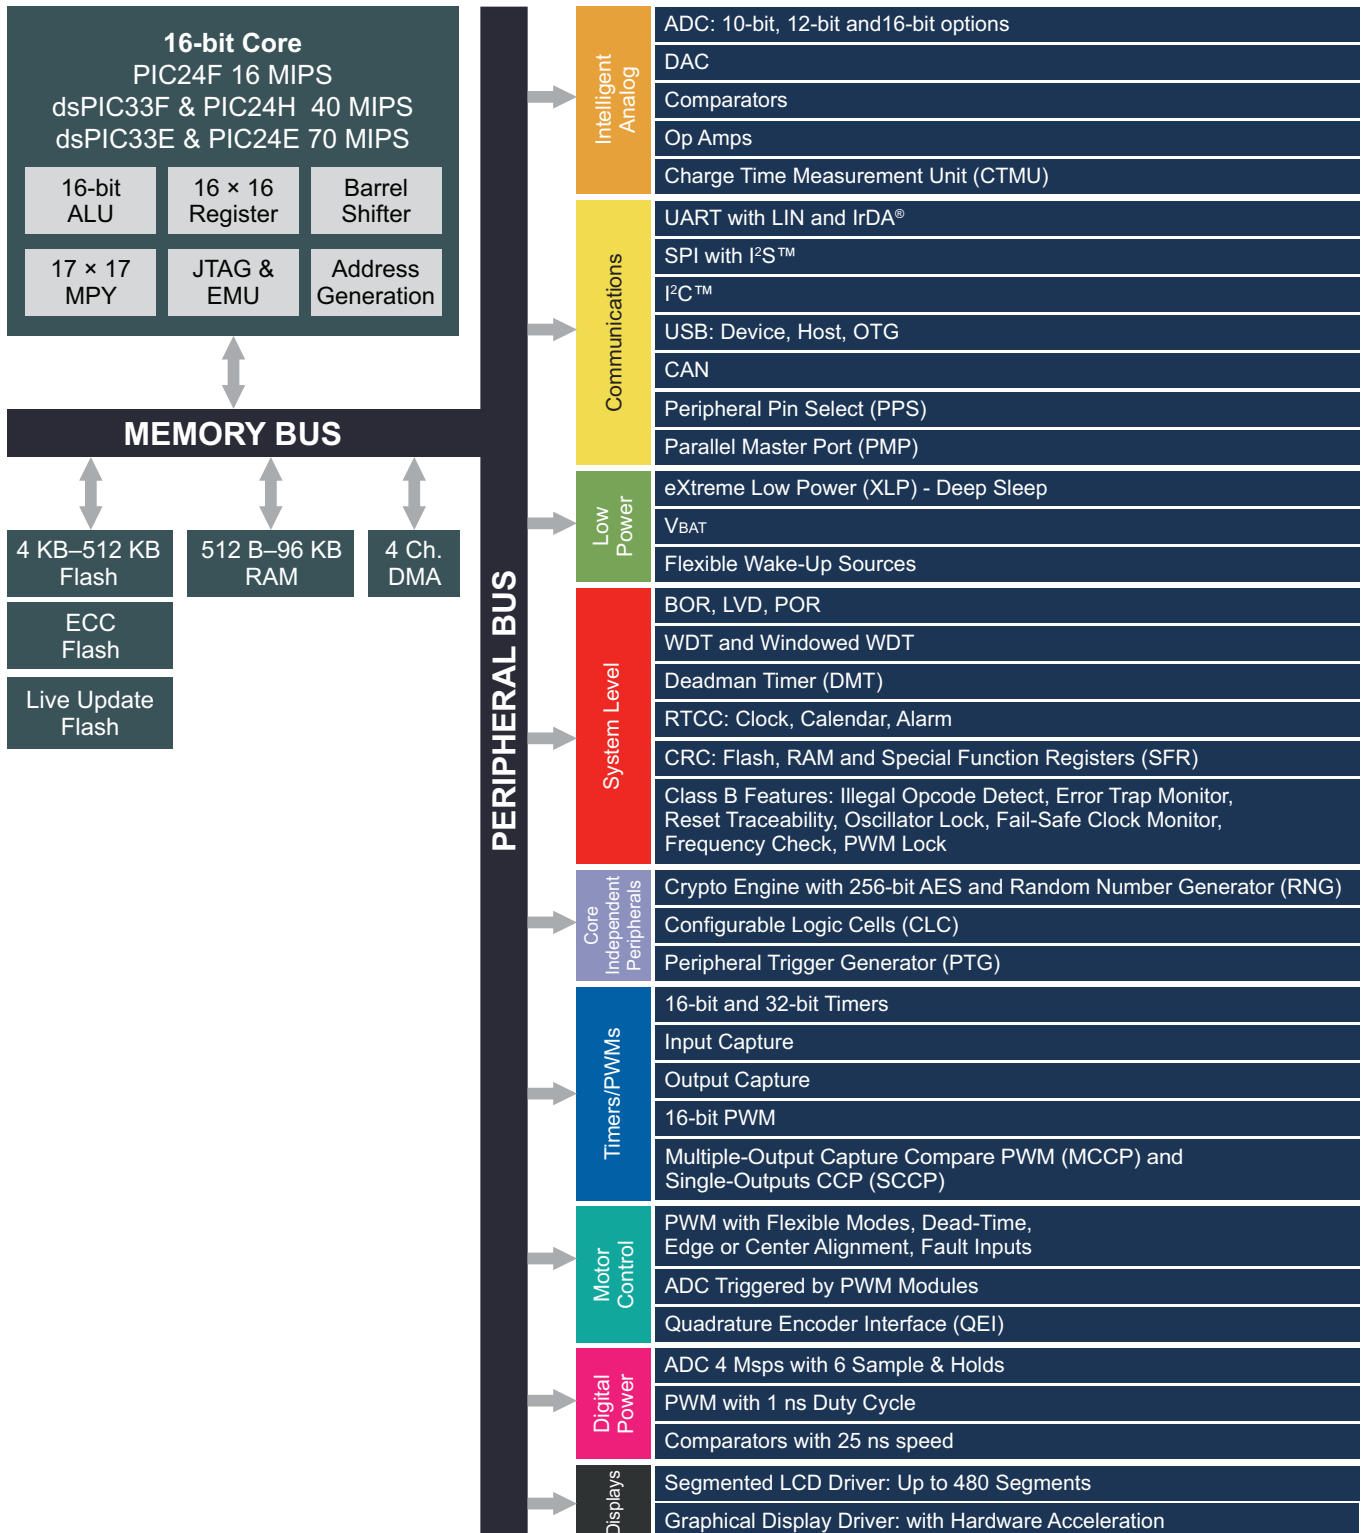 16-bit Core
PIC24F 16 MIPS
dsPIC33F & PIC24H 40 MIPS
dsPIC33E & PIC24E 70 MIPS
16-bit
ALU
16 × 16
Register
Barrel
Shifter
17 × 17
MPY
JTAG &
EMU
Address
Generation
MEMORY BUS
4 KB–512 KB
Flash
512 B–96 KB
RAM
4 Ch.
DMA
ECC
Flash
Live Update
Flash
PERIPHERAL BUS
Intelligent
Analog
ADC: 10-bit, 12-bit and16-bit options
DAC
Comparators
Op Amps
Charge Time Measurement Unit (CTMU)
Communications
UART with LIN and IrDA®
SPI with I²S™
I²C™
USB: Device, Host, OTG
CAN
Peripheral Pin Select (PPS)
Parallel Master Port (PMP)
Low
Power
eXtreme Low Power (XLP) - Deep Sleep
VBAT
Flexible Wake-Up Sources
System Level
BOR, LVD, POR
WDT and Windowed WDT
Deadman Timer (DMT)
RTCC: Clock, Calendar, Alarm
CRC: Flash, RAM and Special Function Registers (SFR)
Class B Features: Illegal Opcode Detect, Error Trap Monitor,
Reset Traceability, Oscillator Lock, Fail-Safe Clock Monitor,
Frequency Check, PWM Lock
Core
Independent
Peripherals
Crypto Engine with 256-bit AES and Random Number Generator (RNG)
Configurable Logic Cells (CLC)
Peripheral Trigger Generator (PTG)
Timers/PWMs
16-bit and 32-bit Timers
Input Capture
Output Capture
16-bit PWM
Multiple-Output Capture Compare PWM (MCCP) and
Single-Outputs CCP (SCCP)
Motor
Control
PWM with Flexible Modes, Dead-Time,
Edge or Center Alignment, Fault Inputs
ADC Triggered by PWM Modules
Quadrature Encoder Interface (QEI)
Digital
Power
ADC 4 Msps with 6 Sample & Holds
PWM with 1 ns Duty Cycle
Comparators with 25 ns speed
Displays
Segmented LCD Driver: Up to 480 Segments
Graphical Display Driver: with Hardware Acceleration